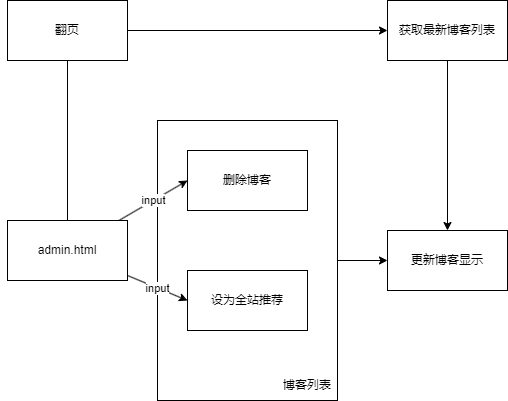 翻页
获取最新博客列表
删除博客
input
admin.html
更新博客显示
input
设为全站推荐
博客列表